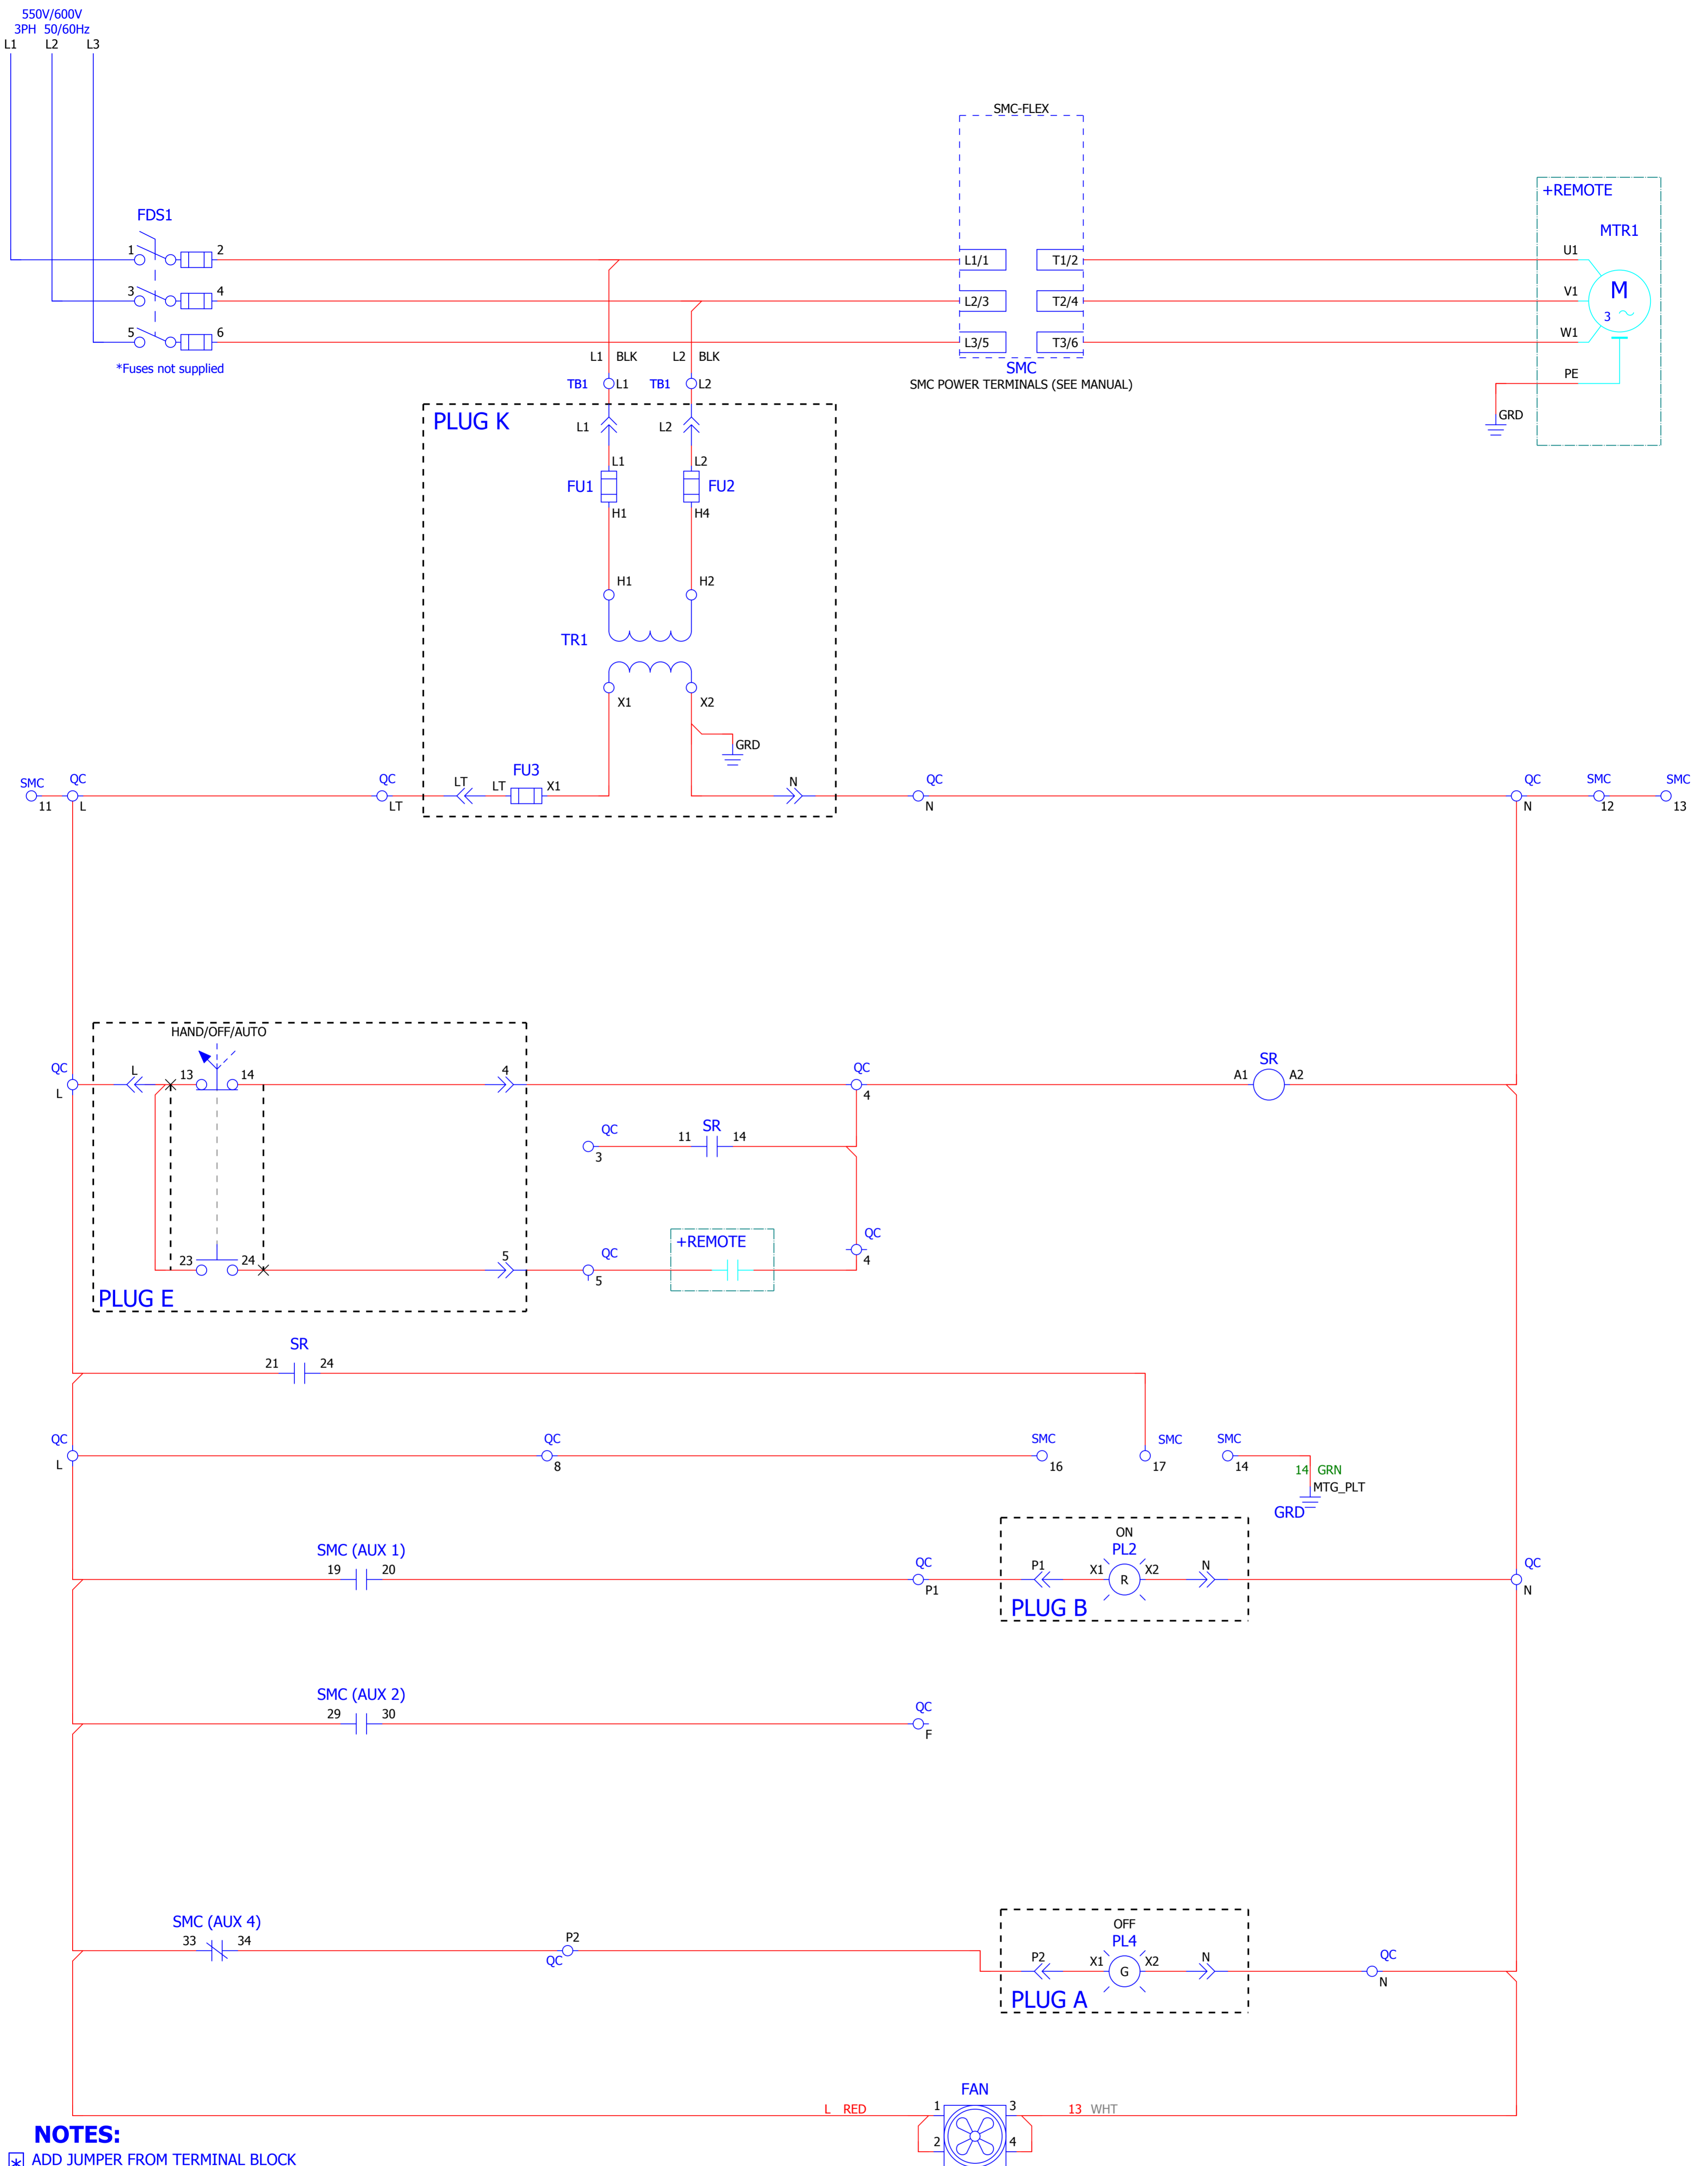 550V/600V
3PH 50/60Hz
L1 L2 L3
SMC-FLEX
+REMOTE
FDS1
MTR1
1 2 L1/1 T1/2 U1
3 4 L2/3 T2/4 V1 M
3
5 6 L3/5 T3/6 W1
*Fuses not supplied
L1 BLK L2 BLK
SMC
SMC POWER TERMINALS (SEE MANUAL)
PE
TB1 L1 TB1 L2
GRD
PLUG K
L1 L2
L1 L2
FU1 FU2
H1 H4
H1 H2
TR1
X1 X2
GRD
FU3
SMC QC QC LT LT X1 N QC QC SMC SMC
11 L LT N N 12 13
HAND/OFF/AUTO
QC L 13 14 4 QC A1 SR A2
L 4
QC 11 SR 14
3
+REMOTE
QC
QC
23 24 5 4
5
PLUG E
SR
21 24
QC QC SMC SMC SMC
L 8 16 17 14
14 GRN
MTG_PLT
GRD
ON
SMC (AUX 1) PL2
19 20 QC P1 X1 R X2 N QC
P1 N
PLUG B
SMC (AUX 2)
29 30 QC
F
OFF
SMC (AUX 4) PL4
33 34 P2 P2 X1 X2 N QC
QC G N
PLUG A
FAN
L RED 1 3 13 WHT
2 4
NOTES:
* ADD JUMPER FROM TERMINAL BLOCK